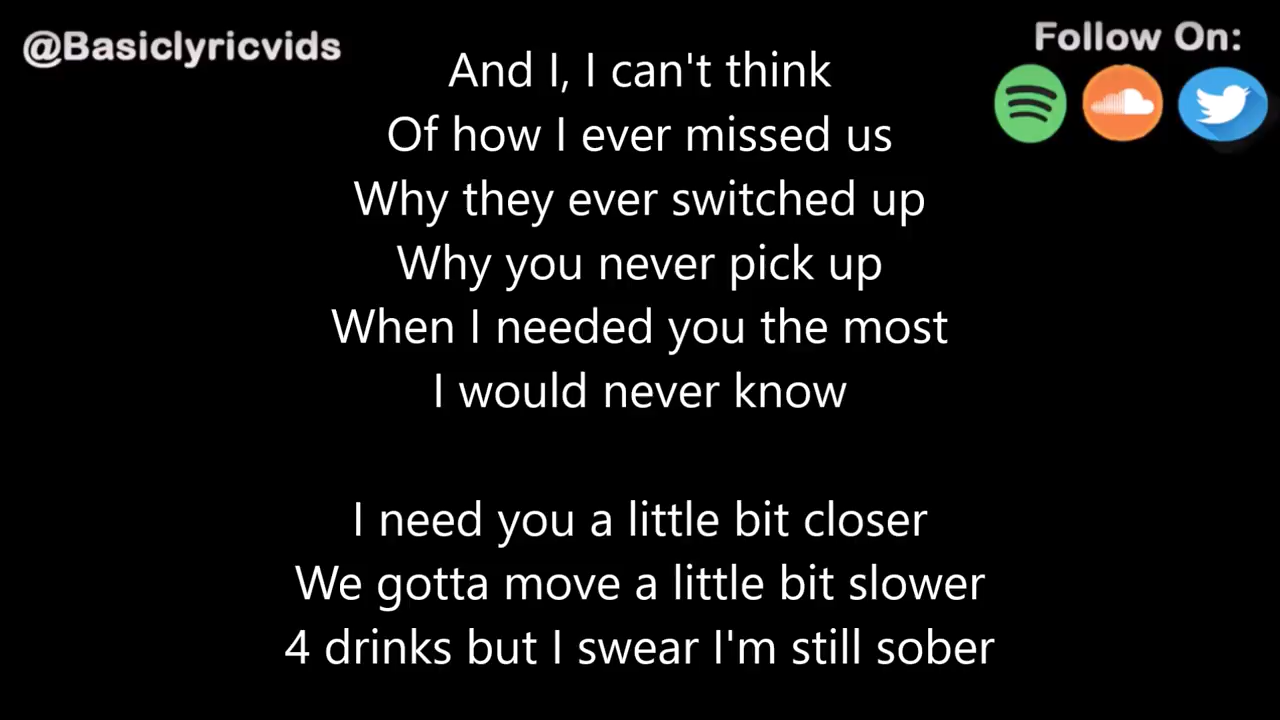 @Basiclyricvids
Follow On:
And I, I can't think
Of how I ever missed us
Why they ever switched up
Why you never pick up
When I needed you the most
I would never know
I need you a little bit closer
We gotta move a little bit slower
4 drinks but I swear I'm still sober